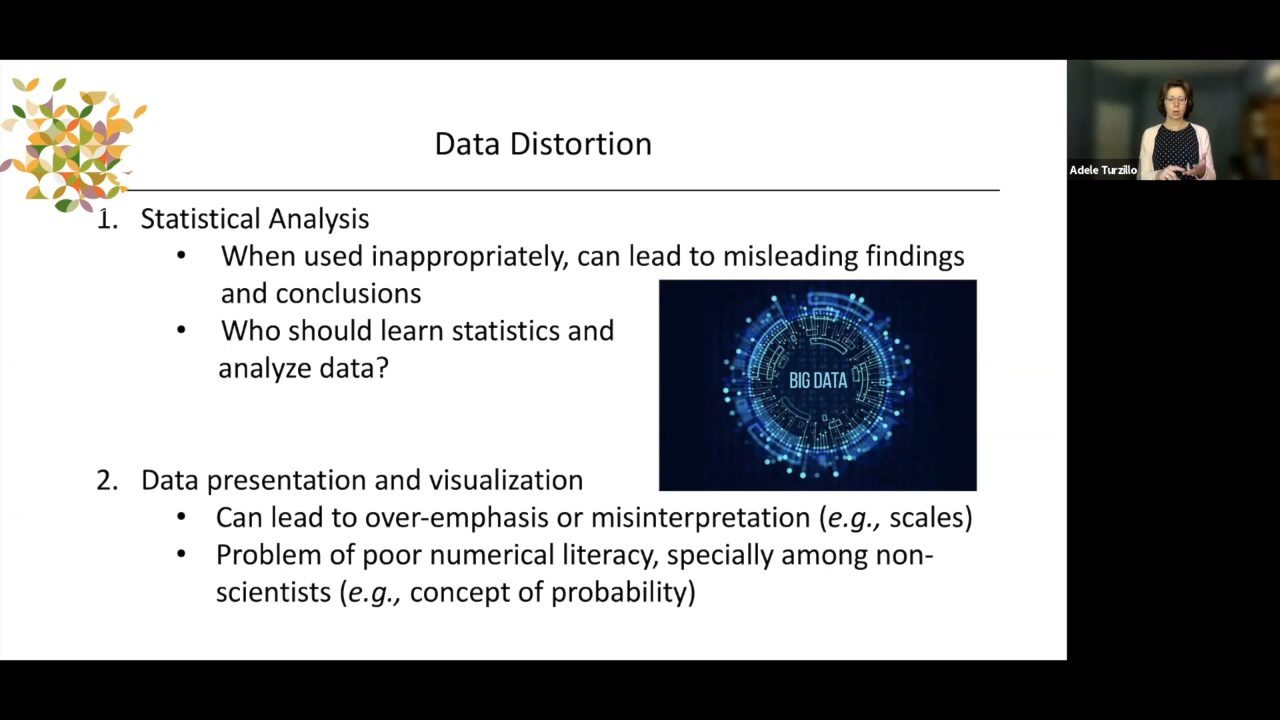 Data Distortion
1. Statistical Analysis
• When used inappropriately, can lead to misleading findings
and conclusions
• Who should learn statistics and
analyze data?
BIG DATA
2. Data presentation and visualization
• Can lead to over-emphasis or misinterpretation (e.g., scales)
• Problem of poor numerical literacy, specially among non-
scientists (e.g., concept of probability)
Adele Turzillo